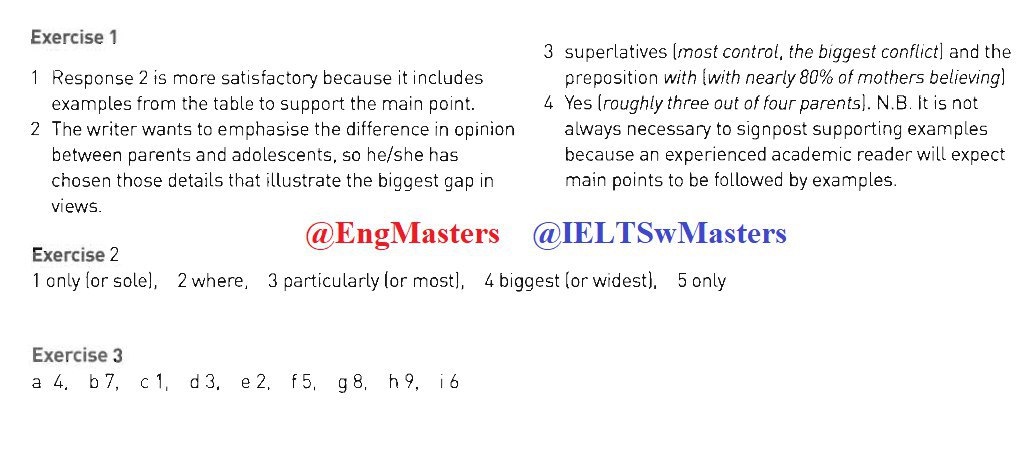 Exercise 1
1 Response 2 is more satisfactory because it includes
examples from the table to support the main point.
2 The writer wants to emphasise the difference in opinion
between parents and adolescents, so he/she has
chosen those details that illustrate the biggest gap in
views.
3 superlatives (most control, the biggest conflict) and the
preposition with (with nearly 80% of mothers believing)
4 Yes (roughly three out of four parents). N.B. It is not
always necessary to signpost supporting examples
because an experienced academic reader will expect
main points to be followed by examples.
@EngMasters @IELTSwMasters
Exercise 2
1 only (or sole), 2 where, 3 particularly (or most), 4 biggest (or widest), 5 only
Exercise 3
a 4, b 7, c 1, d 3, e 2, f 5, g 8, h 9, i 6